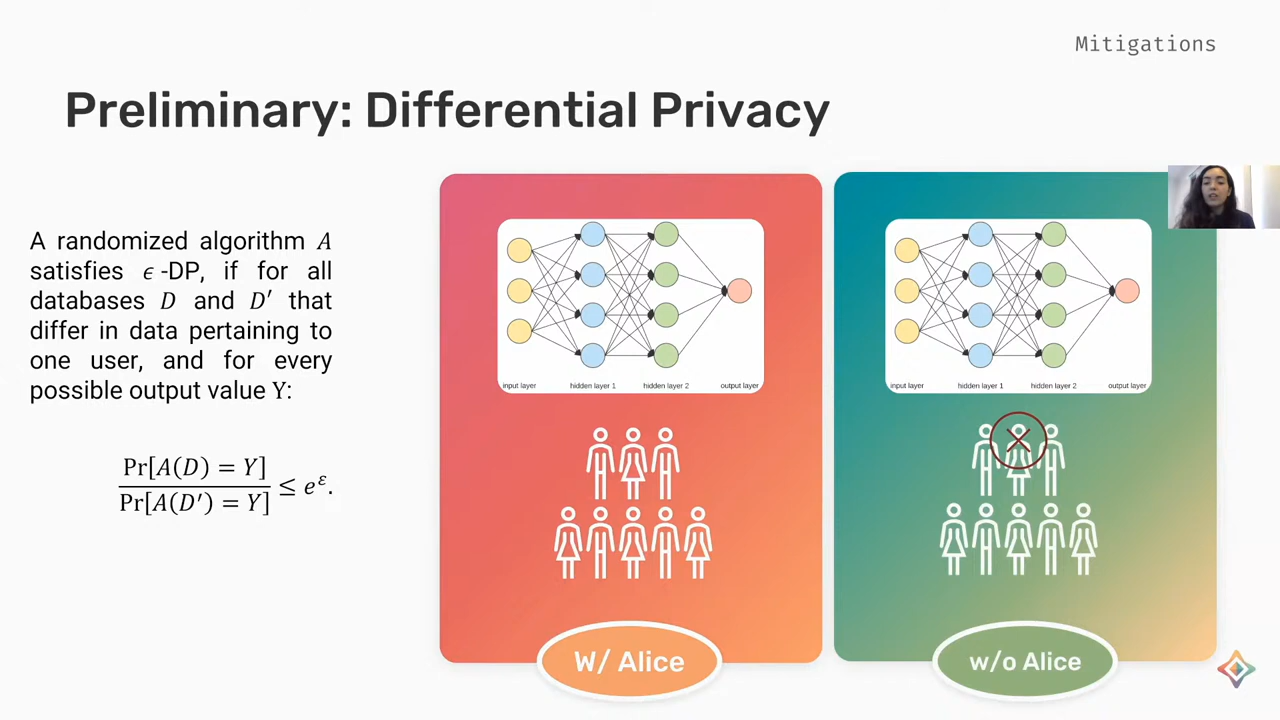 Mitigations
Preliminary: Differential Privacy
A randomized algorithm A
satisfies ϵ -DP, if for all
databases D and D′ that
differ in data pertaining to
one user, and for every
possible output value Y:
Pr[A(D) = Y]
Pr[A(D′) = Y]
≤ e^ε.
input layer hidden layer 1 hidden layer 2 output layer
input layer hidden layer 1 hidden layer 2 output layer
W/ Alice
w/o Alice